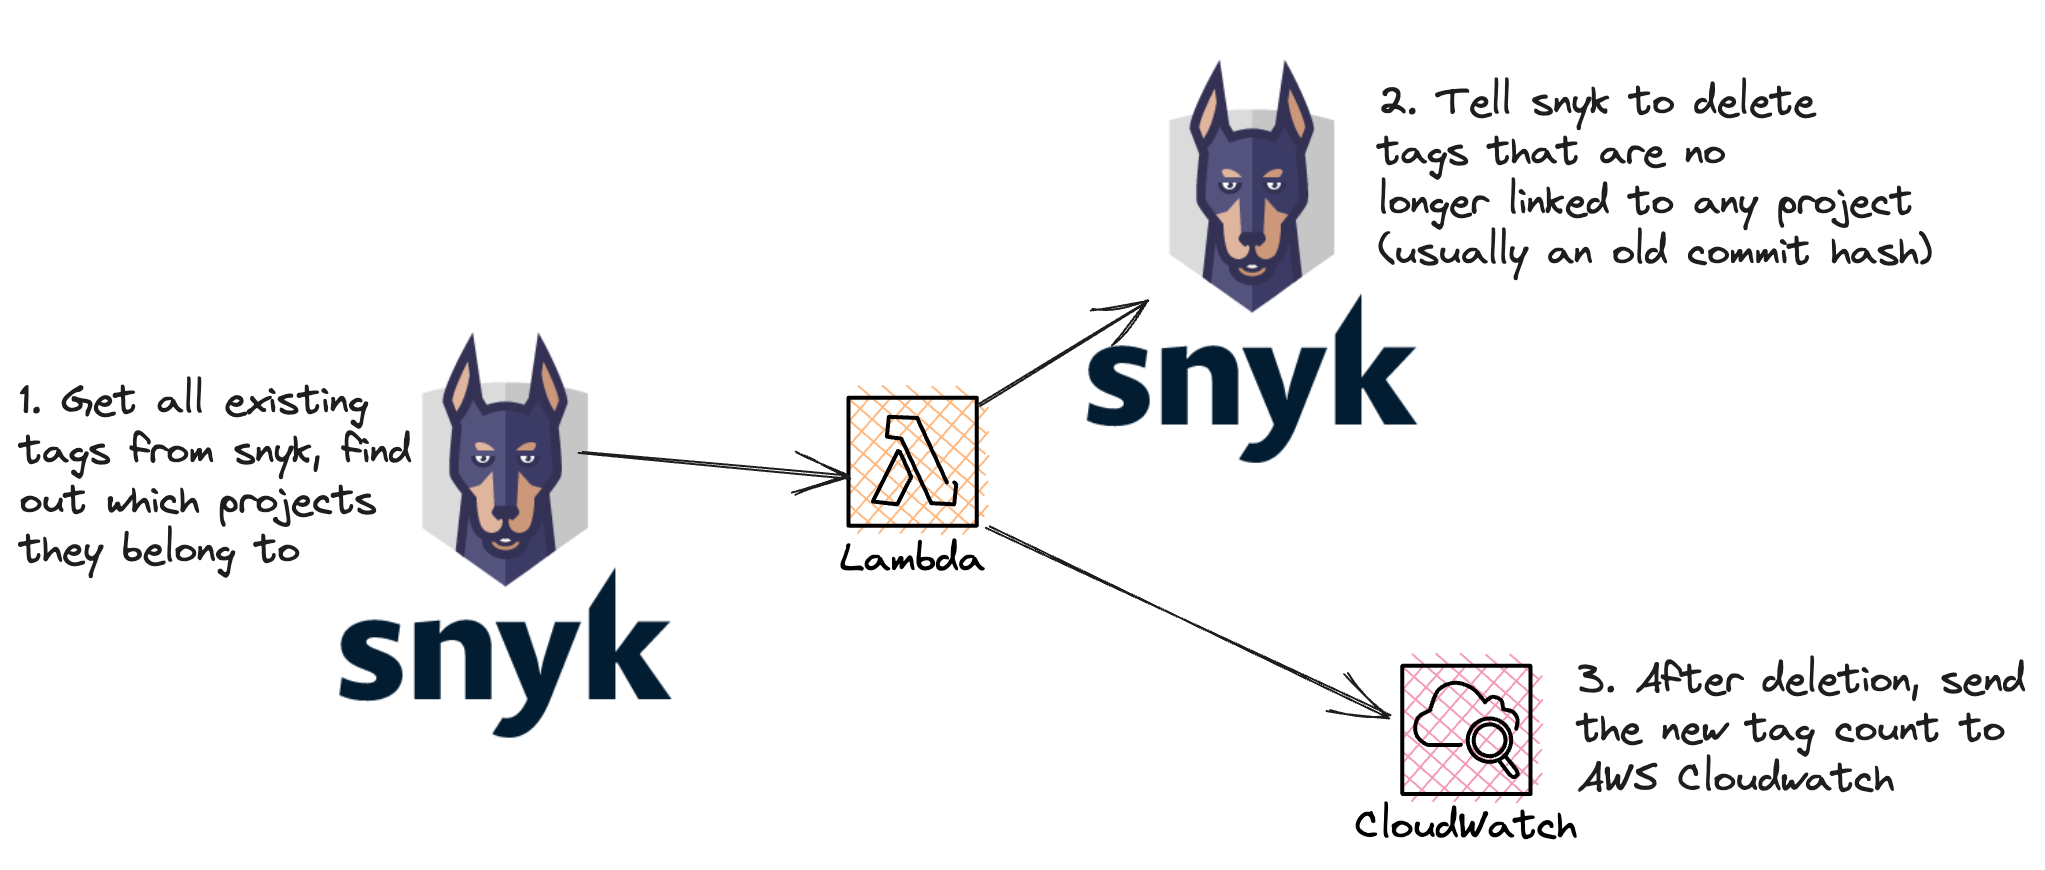 1. Get all existing
tags from snyk, find
out which projects
they belong to
snyk
Lambda
2. Tell snyk to delete
tags that are no
longer linked to any project
(usually an old commit hash)
snyk
3. After deletion, send
the new tag count to
AWS Cloudwatch
CloudWatch